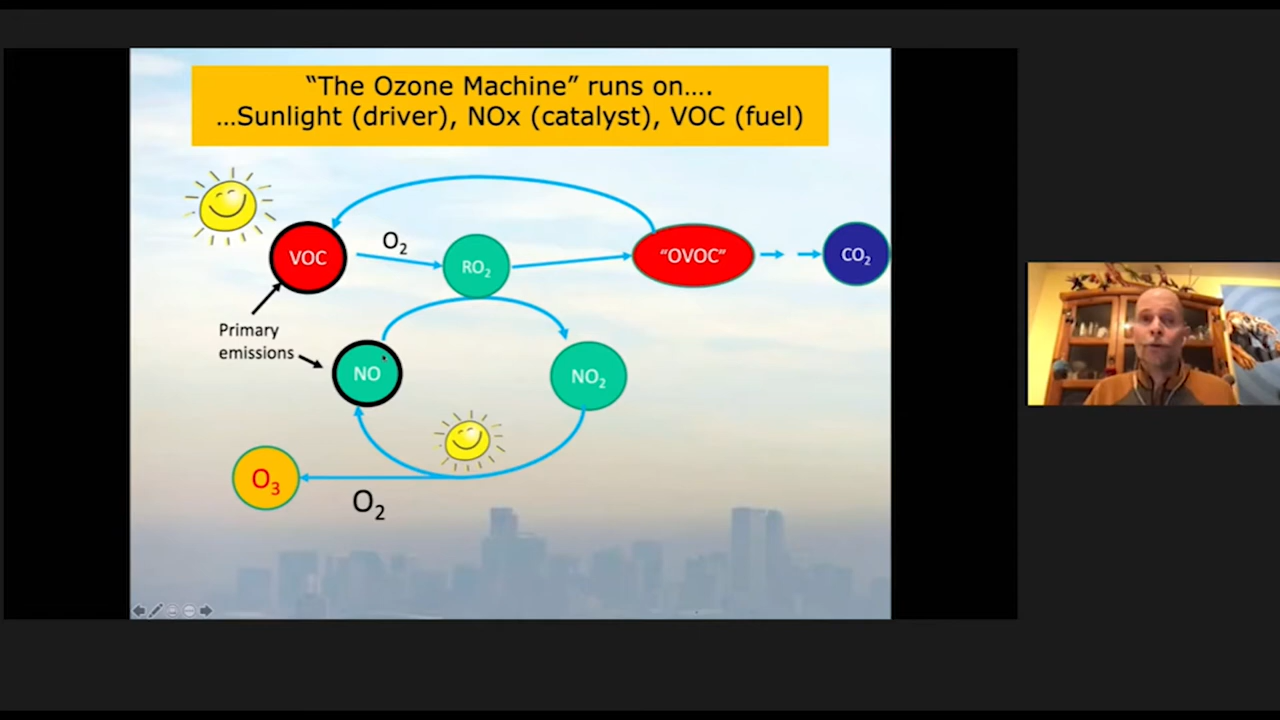 “The Ozone Machine” runs on….
…Sunlight (driver), NOx (catalyst), VOC (fuel)
VOC
O₂
RO₂
“OVOC”
CO₂
Primary
emissions
NO
NO₂
O₃
O₂